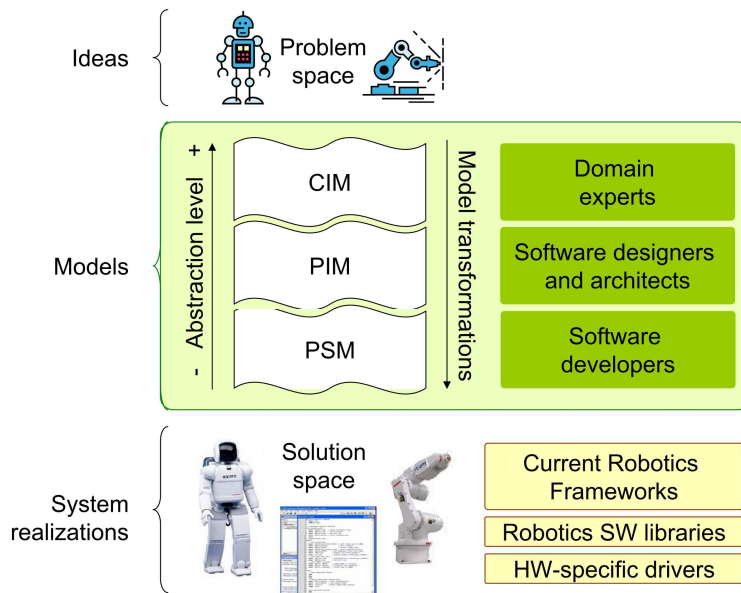 Ideas
Problem
space
Models
- Abstraction level +
CIM
PIM
PSM
Model transformations
Domain
experts
Software designers
and architects
Software
developers
System
realizations
Solution
space
Current Robotics
Frameworks
Robotics SW libraries
HW-specific drivers